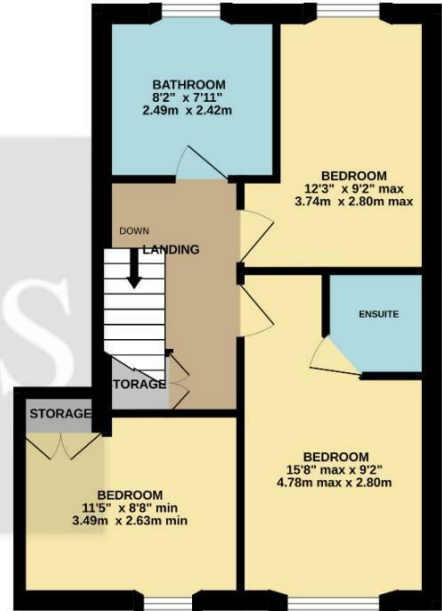 BATHROOM
8'2" x 7'11"
2.49m x 2.42m
BEDROOM
12'3" x 9'2" max
3.74m x 2.80m max
DOWN
LANDING
ENSUITE
TORAGE
STORAGE
BEDROOM
11'5" x 8'8" min
3.49m x 2.63m min
BEDROOM
15'8" max x 9'2"
4.78m max x 2.80m
S